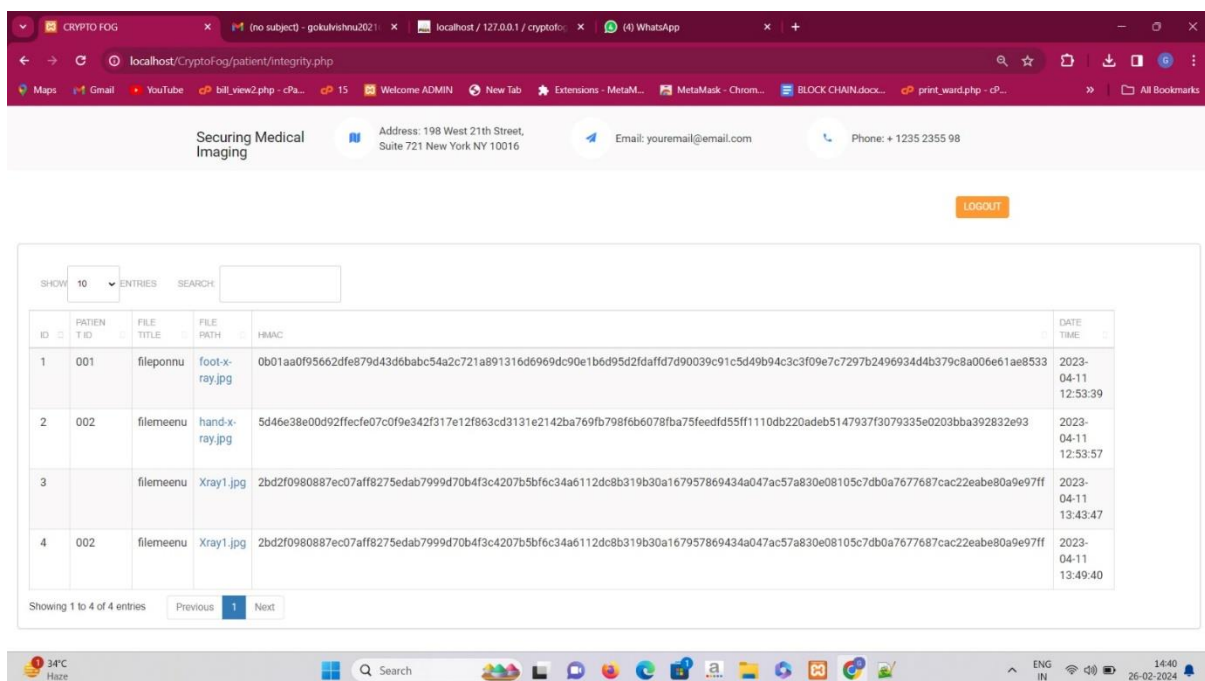 CRYPTO FOG
(no subject) - gokulvishnu2021
localhost / 127.0.0.1 / cryptofog
(4) WhatsApp
localhost/CryptoFog/patient/integrity.php
G
Maps
Gmail
YouTube
bill_view2.php - cPa...
15
Welcome ADMIN
New Tab
Extensions - MetaM...
MetaMask - Chrom...
BLOCK CHAIN.docx...
print_ward.php - cP...
All Bookmarks
Securing Medical
Imaging
Address: 198 West 21th Street,
Suite 721 New York NY 10016
Email: youremail@email.com
Phone: + 1235 2355 98
LOGOUT
SHOW 10 ENTRIES SEARCH:
ID PATIEN
T ID FILE
TITLE FILE
PATH HMAC DATE
TIME
1 001 fileponnu foot-x-
ray.jpg 0b01aa0f95662dfe879d43d6babc54a2c721a891316d6969dc90e1b6d95d2fdaffd7d90039c91c5d49b94c3c3f09e7c7297b2496934d4b379c8a006e61ae8533 2023-
04-11
12:53:39
2 002 filemeenu hand-x-
ray.jpg 5d46e38e00d92ffecfe07c0f9e342f317e12f863cd3131e2142ba769fb798f6b6078fba75feedfd55ff1110db220adeb5147937f3079335e0203bba392832e93 2023-
04-11
12:53:57
3 filemeenu Xray1.jpg 2bd2f0980887ec07aff8275edab7999d70b4f3c4207b5bf6c34a6112dc8b319b30a167957869434a047ac57a830e08105c7db0a7677687cac22eabe80a9e97ff 2023-
04-11
13:43:47
4 002 filemeenu Xray1.jpg 2bd2f0980887ec07aff8275edab7999d70b4f3c4207b5bf6c34a6112dc8b319b30a167957869434a047ac57a830e08105c7db0a7677687cac22eabe80a9e97ff 2023-
04-11
13:49:40
Showing 1 to 4 of 4 entries Previous 1 Next
1
34°C
Haze
Search
ENG
IN
14:40
26-02-2024